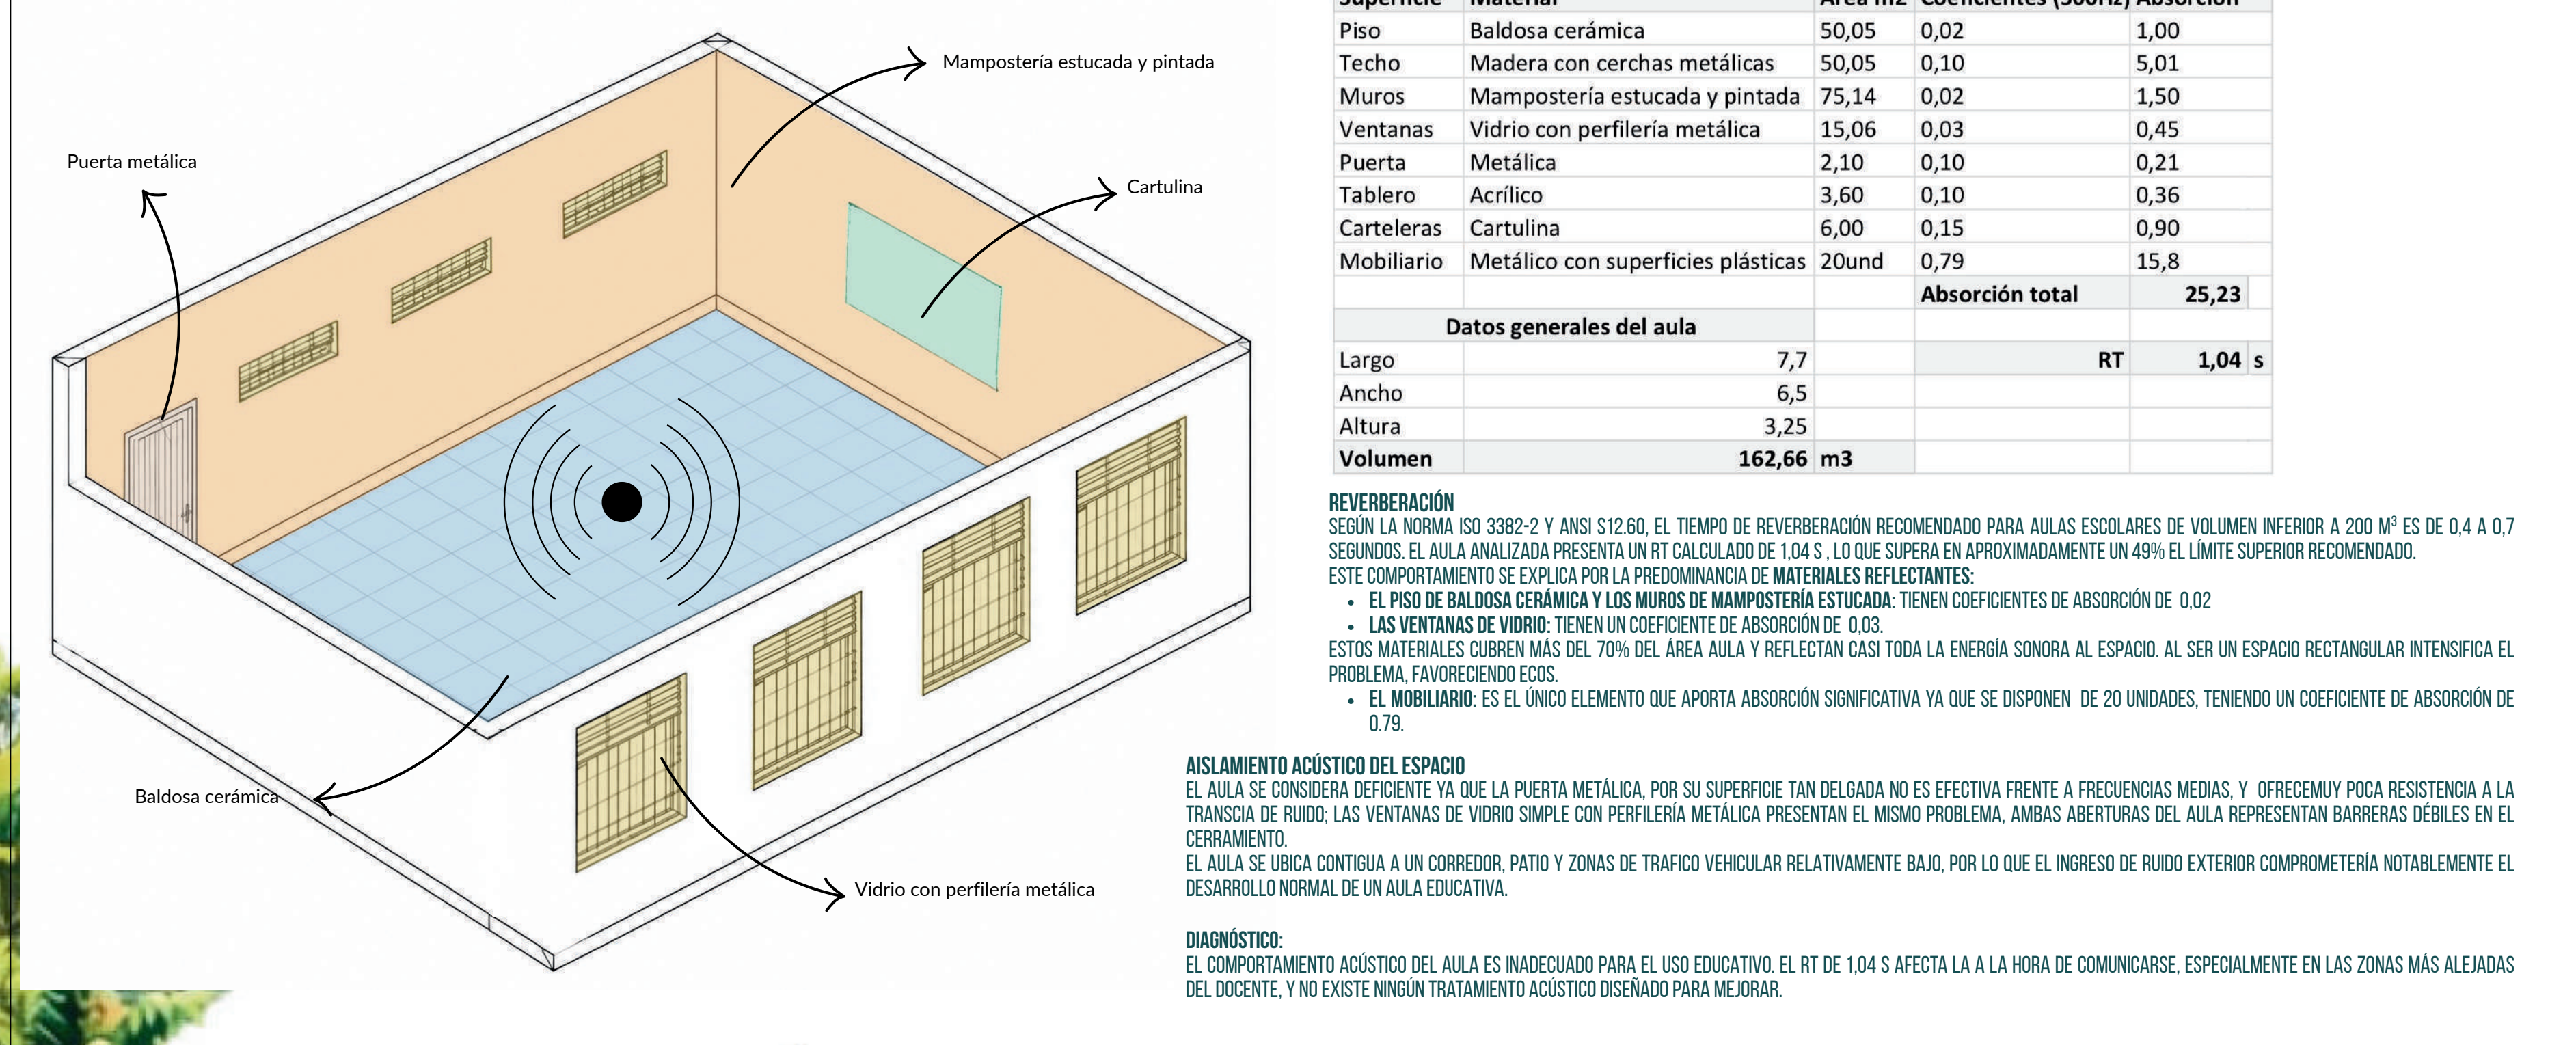 Mampostería estucada y pintada
Puerta metálica
Cartulina
Baldosa cerámica
Vidrio con perfilería metálica
Superficie Material Área m2 Coeficientes (500Hz) Absorción
Piso Baldosa cerámica 50,05 0,02 1,00
Techo Madera con cerchas metálicas 50,05 0,10 5,01
Muros Mampostería estucada y pintada 75,14 0,02 1,50
Ventanas Vidrio con perfilería metálica 15,06 0,03 0,45
Puerta Metálica 2,10 0,10 0,21
Tablero Acrílico 3,60 0,10 0,36
Carteleras Cartulina 6,00 0,15 0,90
Mobiliario Metálico con superficies plásticas 20und 0,79 15,8
Absorción total 25,23
Datos generales del aula
Largo 7,7 RT 1,04 s
Ancho 6,5
Altura 3,25
Volumen 162,66 m3
REVERBERACIÓN
SEGÚN LA NORMA ISO 3382-2 Y ANSI S12.60, EL TIEMPO DE REVERBERACIÓN RECOMENDADO PARA AULAS ESCOLARES DE VOLUMEN INFERIOR A 200 M³ ES DE 0,4 A 0,7
SEGUNDOS. EL AULA ANALIZADA PRESENTA UN RT CALCULADO DE 1,04 S , LO QUE SUPERA EN APROXIMADAMENTE UN 49% EL LÍMITE SUPERIOR RECOMENDADO.
ESTE COMPORTAMIENTO SE EXPLICA POR LA PREDOMINANCIA DE MATERIALES REFLECTANTES:
• EL PISO DE BALDOSA CERÁMICA Y LOS MUROS DE MAMPOSTERÍA ESTUCADA: TIENEN COEFICIENTES DE ABSORCIÓN DE 0,02
• LAS VENTANAS DE VIDRIO: TIENEN UN COEFICIENTE DE ABSORCIÓN DE 0,03.
ESTOS MATERIALES CUBREN MÁS DEL 70% DEL ÁREA AULA Y REFLECTAN CASI TODA LA ENERGÍA SONORA AL ESPACIO. AL SER UN ESPACIO RECTANGULAR INTENSIFICA EL
PROBLEMA, FAVORECIENDO ECOS.
• EL MOBILIARIO: ES EL ÚNICO ELEMENTO QUE APORTA ABSORCIÓN SIGNIFICATIVA YA QUE SE DISPONEN DE 20 UNIDADES, TENIENDO UN COEFICIENTE DE ABSORCIÓN DE
0.79.
AISLAMIENTO ACÚSTICO DEL ESPACIO
EL AULA SE CONSIDERA DEFICIENTE YA QUE LA PUERTA METÁLICA, POR SU SUPERFICIE TAN DELGADA NO ES EFECTIVA FRENTE A FRECUENCIAS MEDIAS, Y OFRECEMUY POCA RESISTENCIA A LA
TRANSCIA DE RUIDO; LAS VENTANAS DE VIDRIO SIMPLE CON PERFILERÍA METÁLICA PRESENTAN EL MISMO PROBLEMA, AMBAS ABERTURAS DEL AULA REPRESENTAN BARRERAS DÉBILES EN EL
CERRAMIENTO.
EL AULA SE UBICA CONTIGUA A UN CORREDOR, PATIO Y ZONAS DE TRAFICO VEHICULAR RELATIVAMENTE BAJO, POR LO QUE EL INGRESO DE RUIDO EXTERIOR COMPROMETERÍA NOTABLEMENTE EL
DESARROLLO NORMAL DE UN AULA EDUCATIVA.
DIAGNÓSTICO:
EL COMPORTAMIENTO ACÚSTICO DEL AULA ES INADECUADO PARA EL USO EDUCATIVO. EL RT DE 1,04 S AFECTA LA A LA HORA DE COMUNICARSE, ESPECIALMENTE EN LAS ZONAS MÁS ALEJADAS
DEL DOCENTE, Y NO EXISTE NINGÚN TRATAMIENTO ACÚSTICO DISEÑADO PARA MEJORAR.